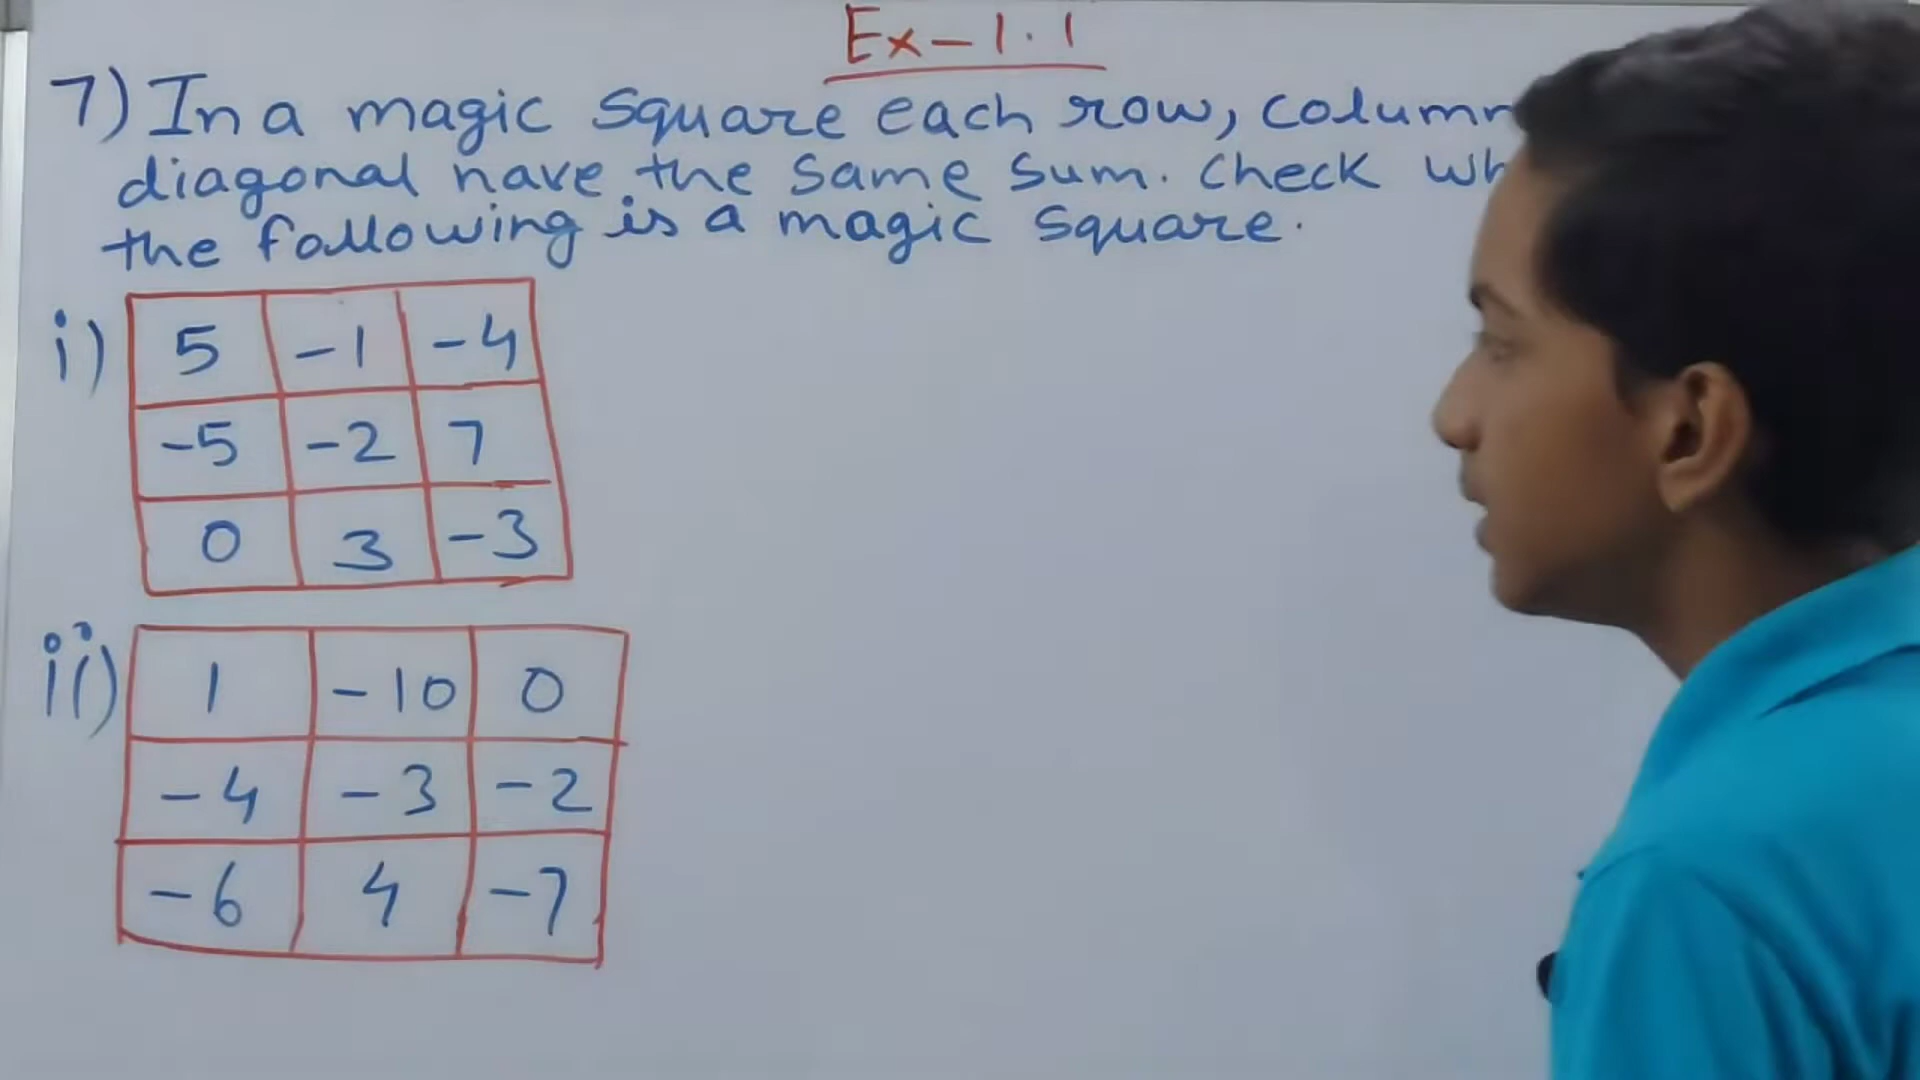 Ex-1.1
7) In a magic square each row, column
diagonal have the same sum. check
the following is a magic square.
i) 5 -1 -4
-5 -2 7
0 3 -3
ii) 1 -10 0
-4 -3 -2
-6 4 -7